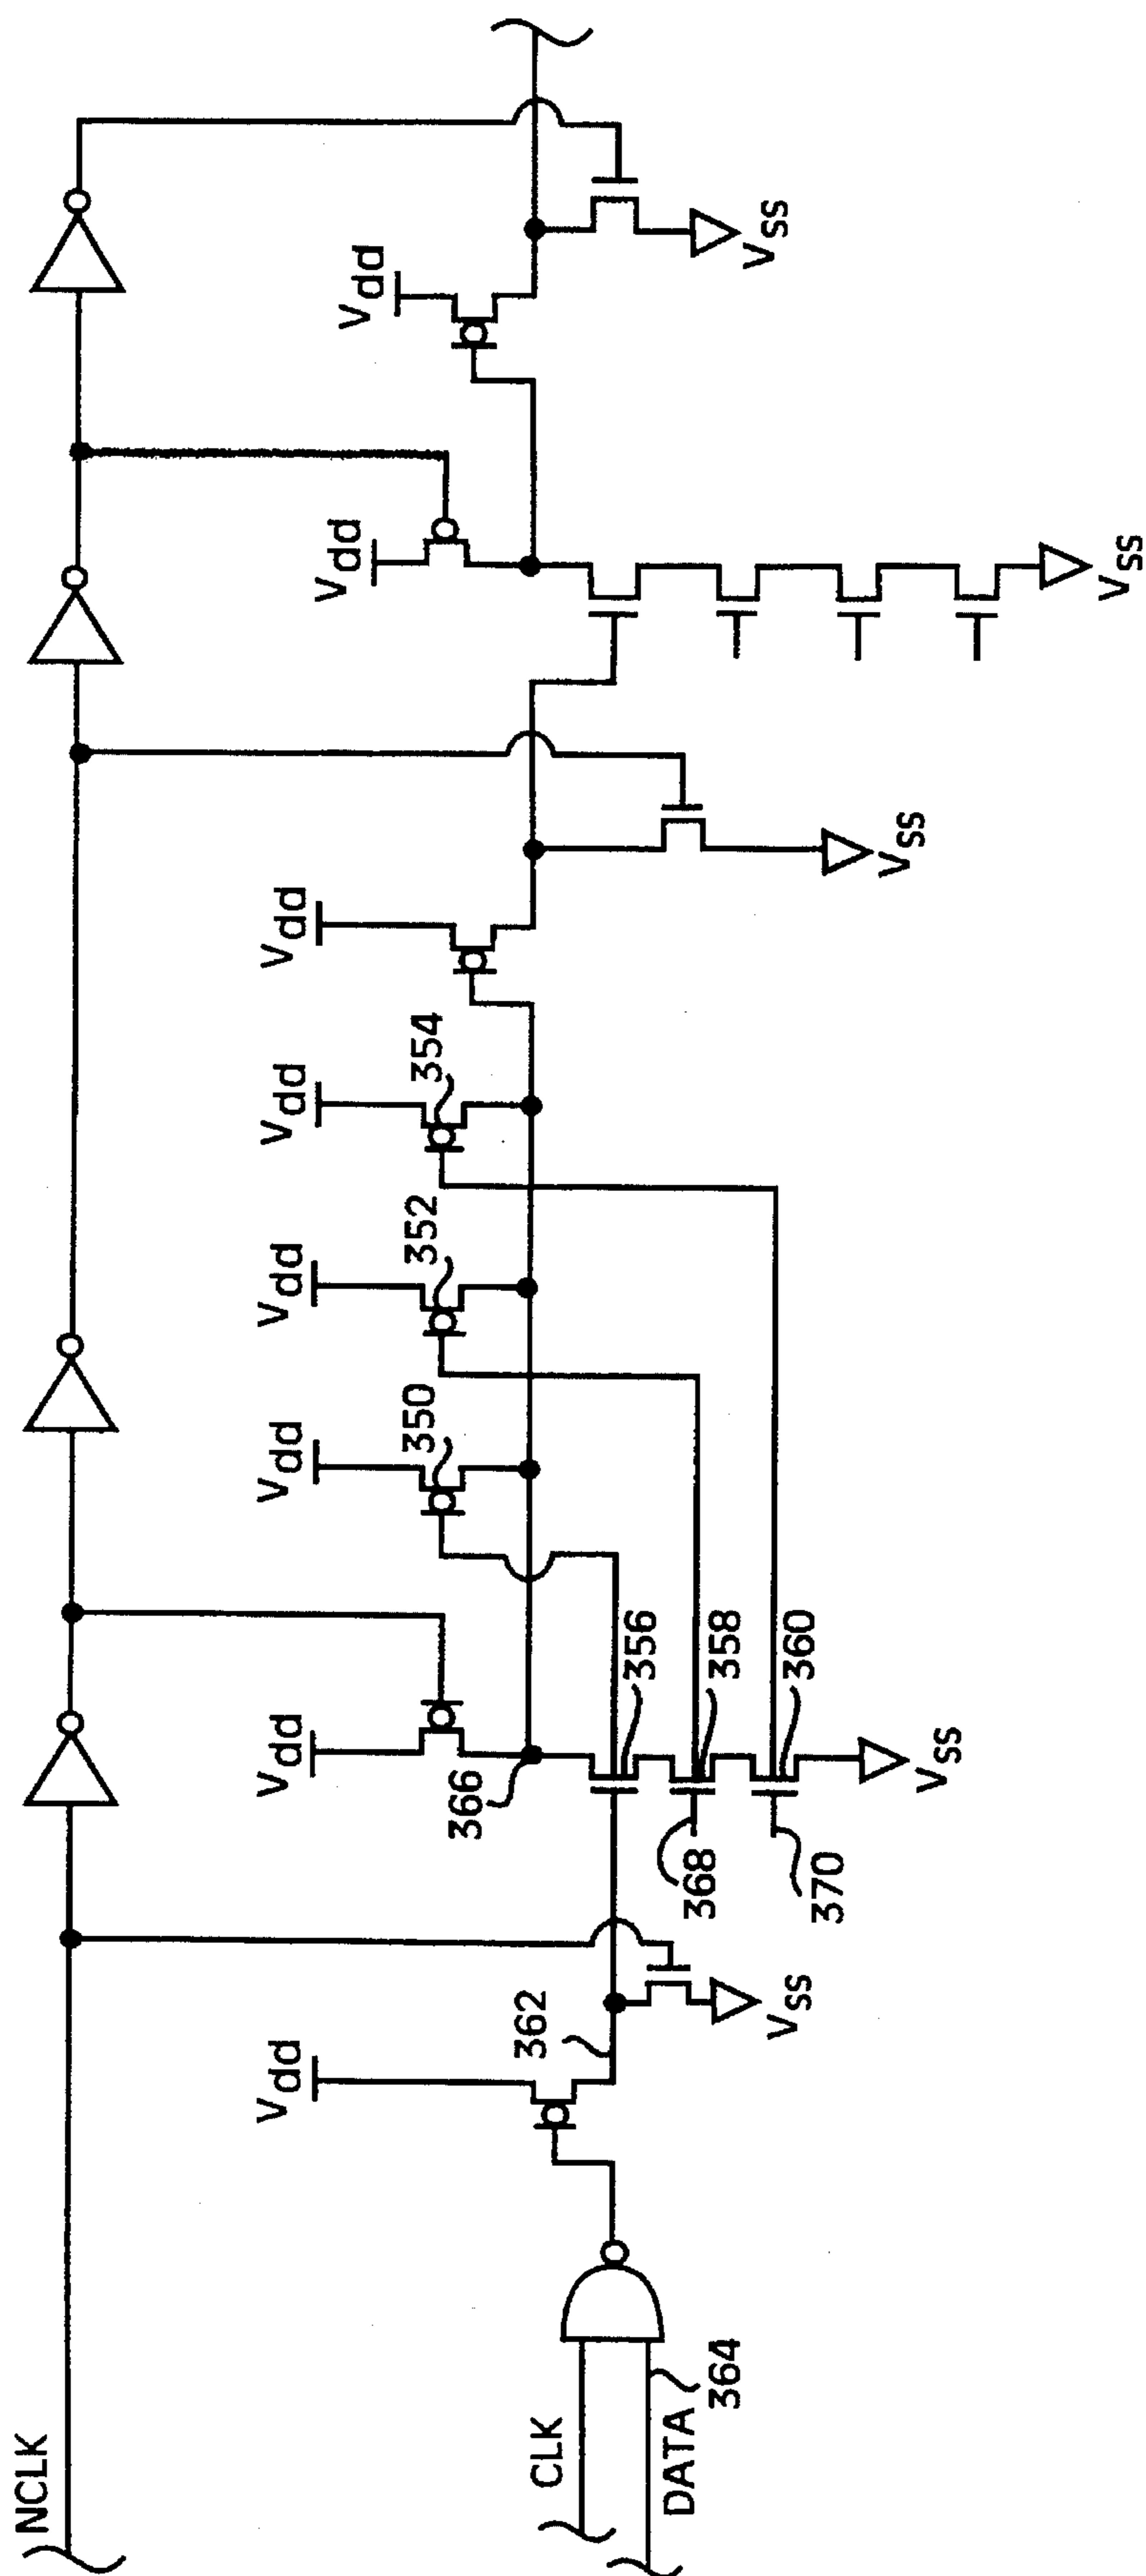 NCLK
CLK
DATA
364
Vdd
362
Vss
Vdd
366
368
370
356
358
360
Vss
Vdd
350
Vdd
352
Vdd
354
Vdd
Vss
Vdd
Vss
Vdd
Vss